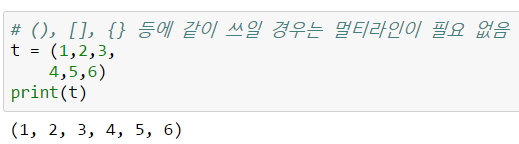 # (), [], {} 등에 같이 쓰일 경우는 멀티라인이 필요 없음
t = (1,2,3,
    4,5,6)
print(t)
(1, 2, 3, 4, 5, 6)